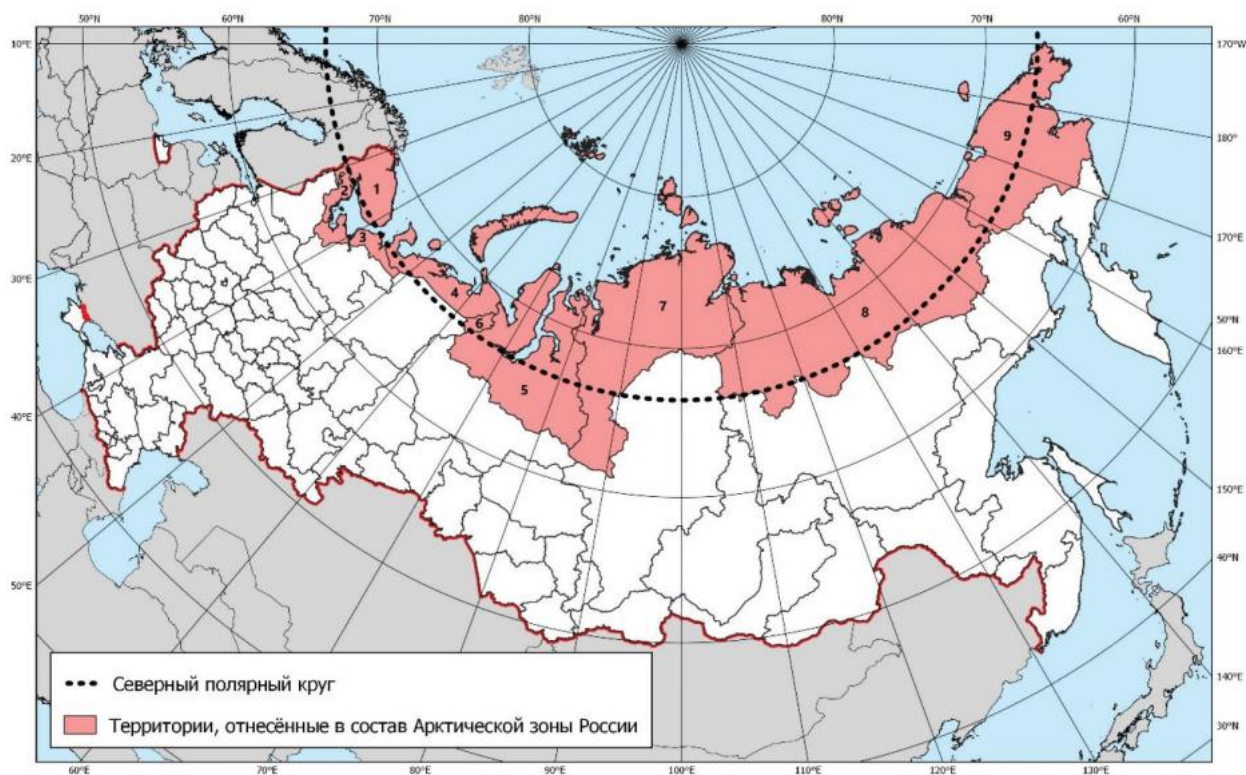 50°N 60°N 70°N 80°N 80°N 70°N 60°N
10°E 170°W
20°E 180°
30°E 170°E
40°E 50°N
160°E
50°E 150°E
40°N
140°E
30°N
60°E 70°E 80°E 90°E 100°E 110°E 120°E 130°E
1
2
3
4
5
6
7
8
9
Северный полярный круг
Территории, отнесённые в состав Арктической зоны России